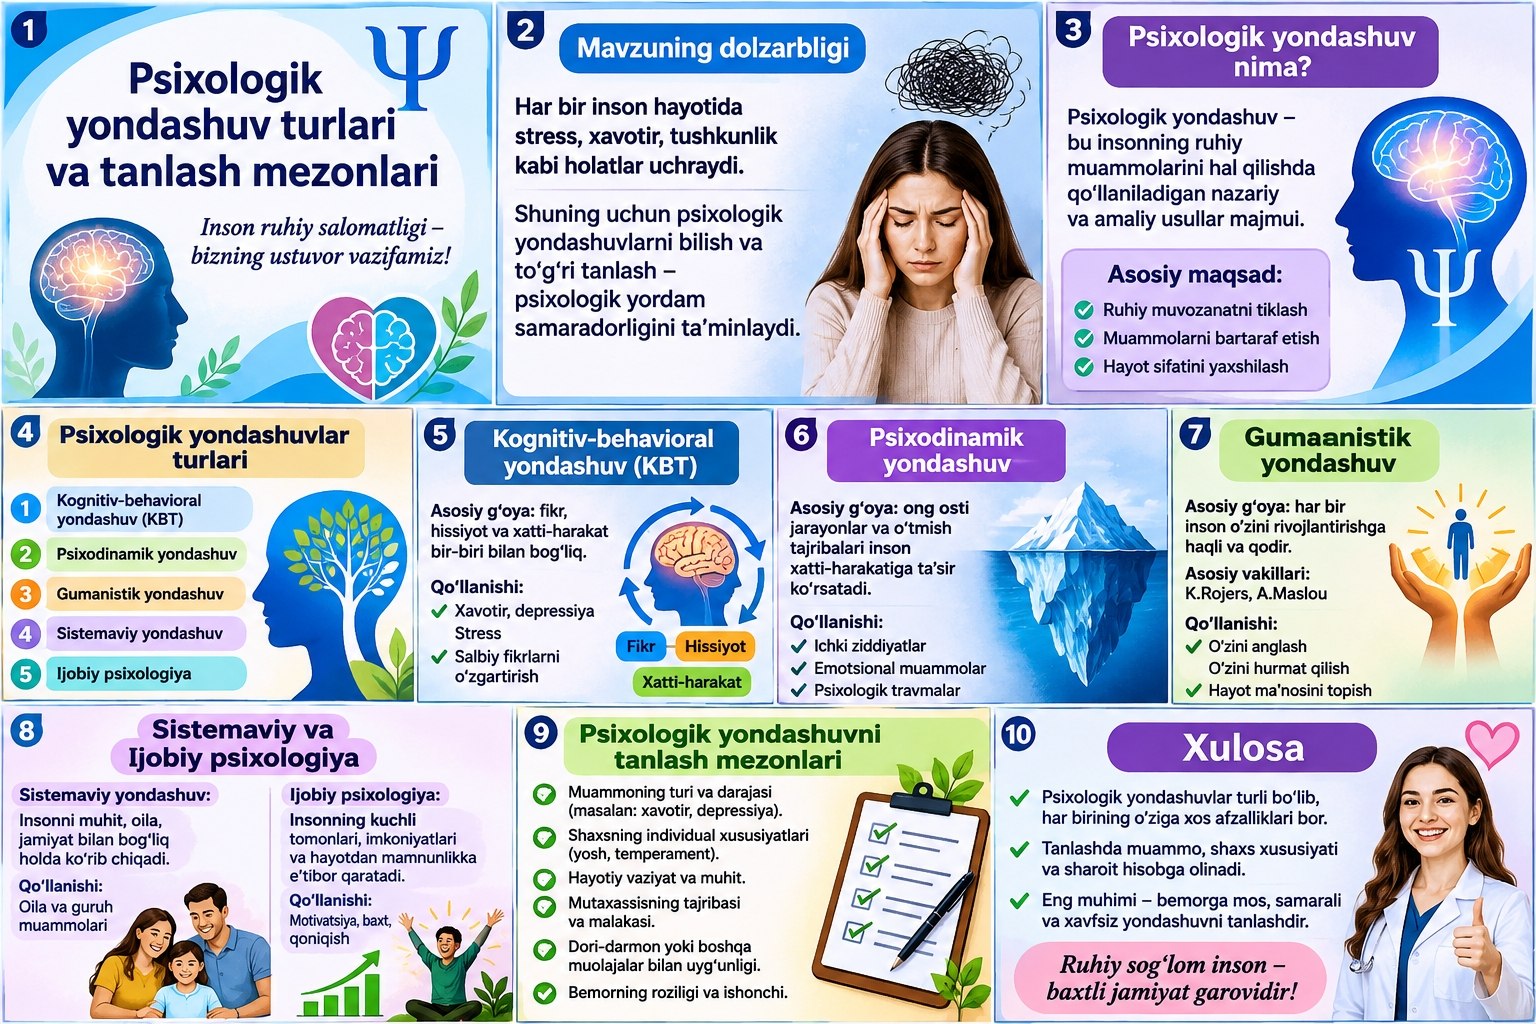 1
Psixologik
yondashuv turlari
va tanlash mezonlari
Inson ruhiy salomatligi –
bizning ustuvor vazifamiz!
2
Mavzuning dolzarbligi
Har bir inson hayotida
stress, xavotir, tushkunlik
kabi holatlar uchraydi.
Shuning uchun psixologik
yondashuvlarni bilish va
to‘g‘ri tanlash –
psixologik yordam
samaradorligini ta’minlaydi.
3
Psixologik yondashuv
nima?
Psixologik yondashuv –
bu insonning ruhiy
muammolarini hal qilishda
qo‘llaniladigan nazariy
va amaliy usullar majmui.
Asosiy maqsad:
Ruhiy muvozanatni tiklash
Muammolarni bartaraf etish
Hayot sifatini yaxshilash
4
Psixologik yondashuvlar
turlari
1 Kognitiv-behavioral
yondashuv (KBT)
2 Psixodinamik yondashuv
3 Gumanistik yondashuv
4 Sistemaviy yondashuv
5 Ijobiy psixologiya
5
Kognitiv-behavioral
yondashuv (KBT)
Asosiy g‘oya: fikr,
hissiyot va xatti-harakat
bir-biri bilan bog‘liq.
Qo‘llanishi:
Xavotir, depressiya
Stress
Salbiy fikrlarni
o‘zgartirish
Fikr
Hissiyot
Xatti-harakat
6
Psixodinamik
yondashuv
Asosiy g‘oya: ong osti
jarayonlar va o‘tmish
tajribalari inson
xatti-harakatiga ta’sir
ko‘rsatadi.
Qo‘llanishi:
Ichki ziddiyatlar
Emotsional muammolar
Psixologik travmalar
7
Gumaanistik
yondashuv
Asosiy g‘oya: har bir
inson o’zini rivojlantirishga
haqli va qodir.
Asosiy vakillari:
K.Rojers, A.Maslou
Qo‘llanishi:
O‘zini anglash
O‘zini hurmat qilish
Hayot ma’nosini topish
8
Sistemaviy va
Ijobiy psixologiya
Sistemaviy yondashuv:
Insonni muhit, oila,
jamiyat bilan bog‘liq
holda ko‘rib chiqadi.
Qo‘llanishi:
Oila va guruh
muammolari
Ijobiy psixologiya:
Insonning kuchli
tomonlari, imkoniyatlari
va hayotdan mamnunlikka
e’tibor qaratadi.
Qo‘llanishi:
Motivatsiya, baxt,
qoniqish
9
Psixologik yondashuvni
tanlash mezonlari
Muammoning turi va darajasi
(masalan: xavotir, depressiya).
Shaxsning individual xususiyatlari
(yosh, temperament).
Hayotiy vaziyat va muhit.
Mutaxassisning tajribasi
va malakasi.
Dori-darmon yoki boshqa
muolajalar bilan uyg‘unligi.
Bemorning roziligi va ishonchi.
10
Xulosa
Psixologik yondashuvlar turli bo‘lib,
har birining o‘ziga xos afzalliklari bor.
Tanlashda muammo, shaxs xususiyati
va sharoit hisobga olinadi.
Eng muhimi – bemorga mos, samarali
va xavfsiz yondashuvni tanlashdir.
Ruhiy sog‘lom inson –
baxtli jamiyat garovidir!